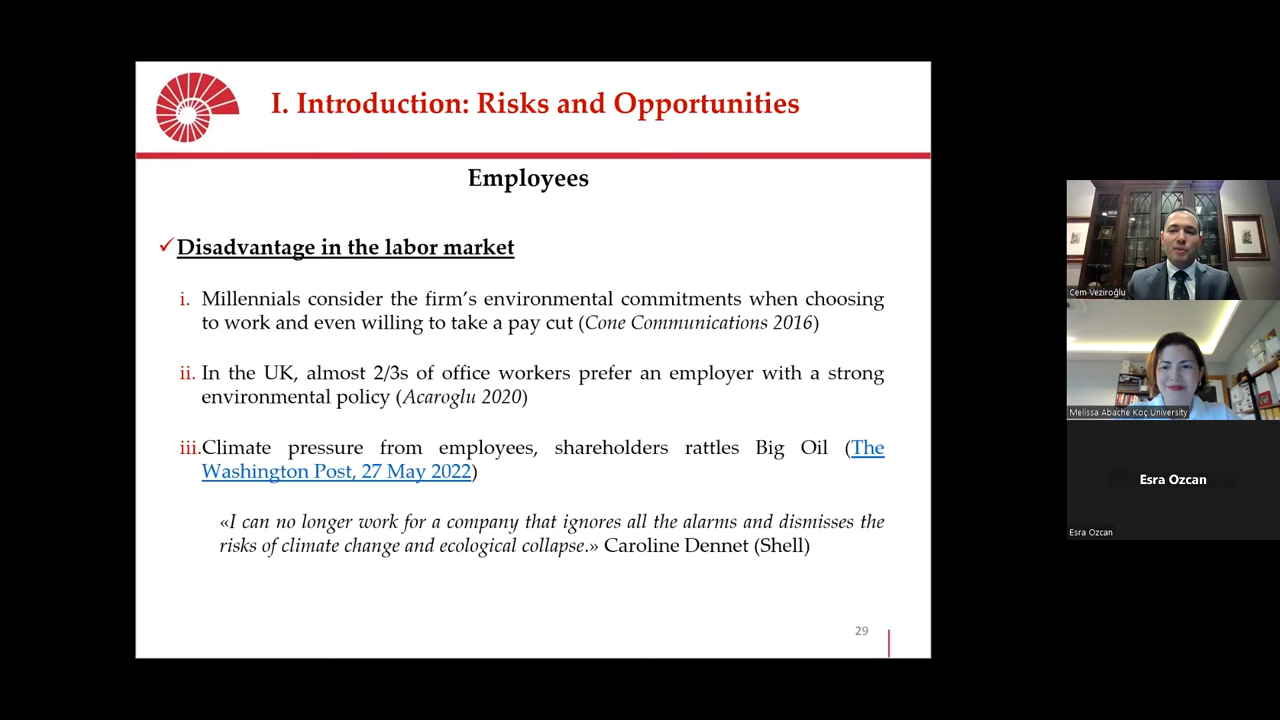 I. Introduction: Risks and Opportunities
Employees
✓Disadvantage in the labor market
i. Millennials consider the firm’s environmental commitments when choosing
to work and even willing to take a pay cut (Cone Communications 2016)
ii. In the UK, almost 2/3s of office workers prefer an employer with a strong
environmental policy (Acaroglu 2020)
iii.Climate pressure from employees, shareholders rattles Big Oil (The
Washington Post, 27 May 2022)
«I can no longer work for a company that ignores all the alarms and dismisses the
risks of climate change and ecological collapse.» Caroline Dennet (Shell)
29
Cem Veziroğlu
Melissa Abache Koç University
Esra Ozcan
Esra Ozcan